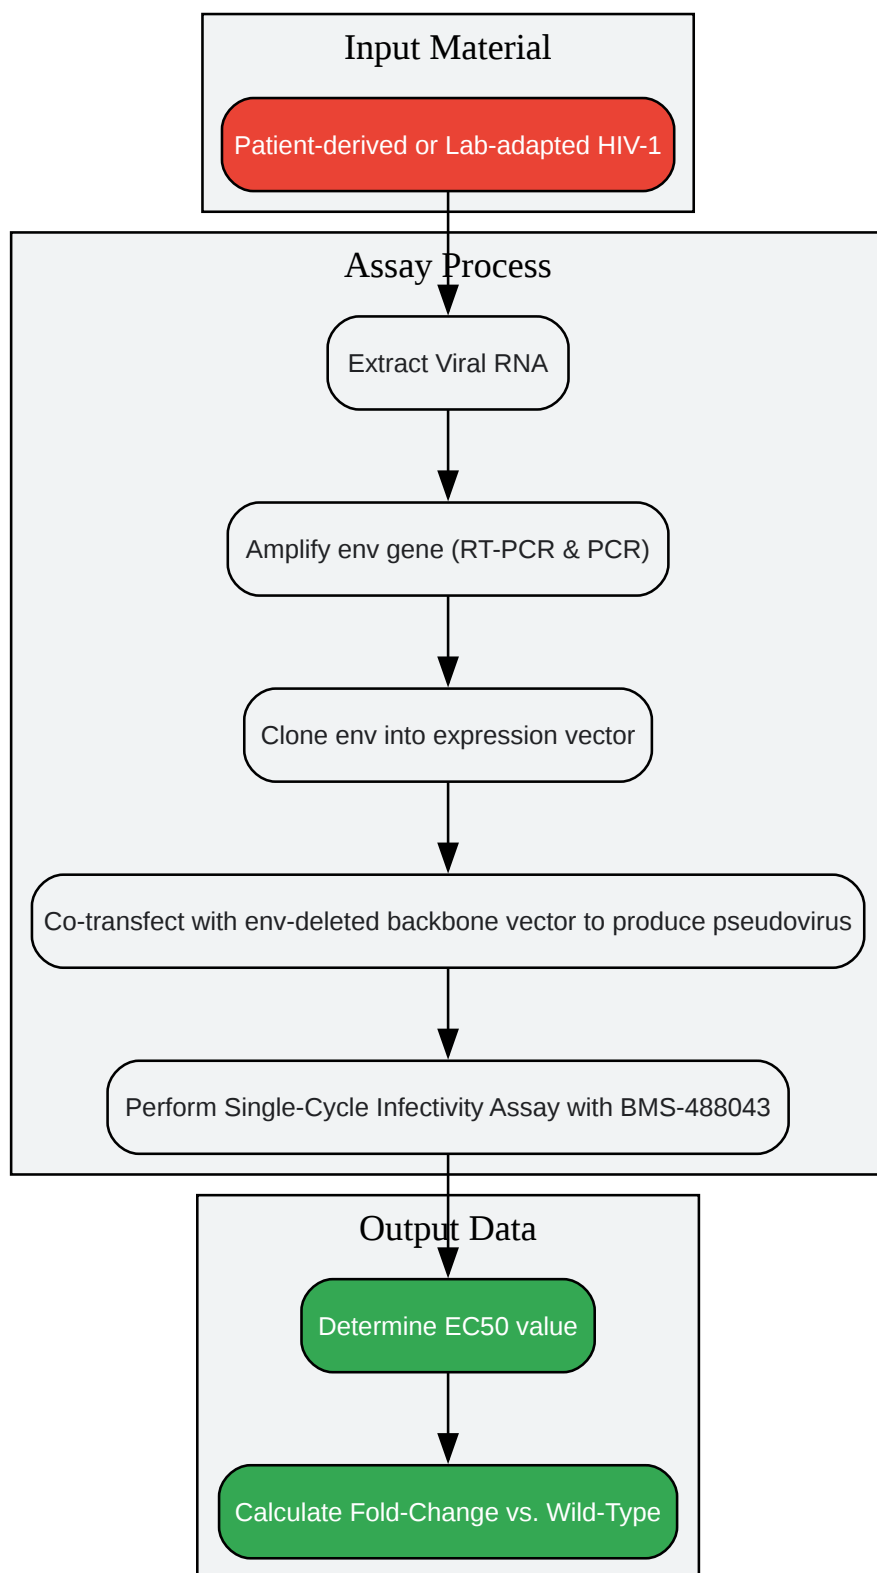 Input Material
Patient-derived or Lab-adapted HIV-1
Assay Process
Extract Viral RNA
Amplify env gene (RT-PCR & PCR)
Clone env into expression vector
Co-transfect with env-deleted backbone vector to produce pseudovirus
Perform Single-Cycle Infectivity Assay with BMS-488043
Output Data
Determine EC50 value
Calculate Fold-Change vs. Wild-Type